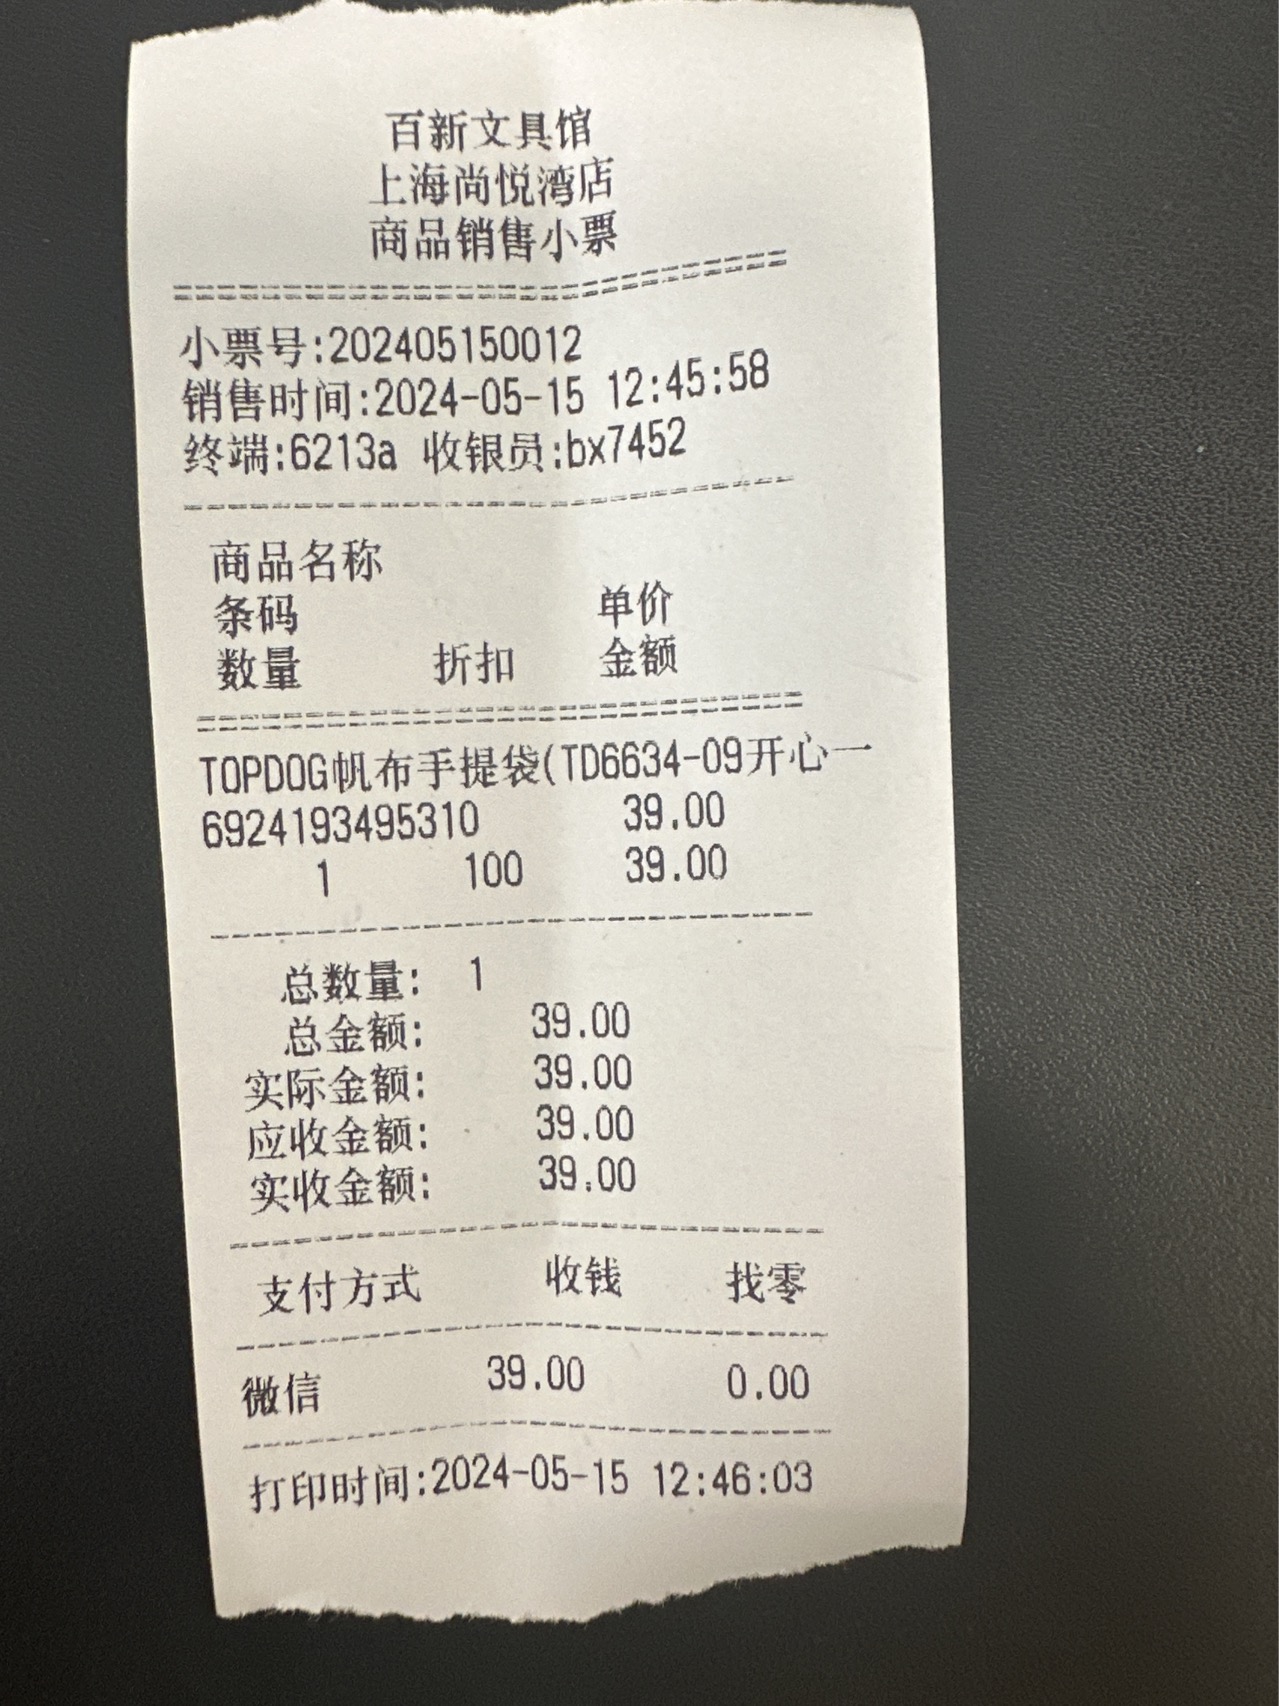 百新文具馆
上海尚悦湾店
商品销售小票
小票号:202405150012
销售时间:2024-05-15 12:45:58
终端:6213a 收银员:bx7452
商品名称
条码 单价
数量 折扣 金额
TOPDOG帆布手提袋(TD6634-09开心一
6924193495310 39.00
1 100 39.00
总数量: 1
总金额: 39.00
实际金额: 39.00
应收金额: 39.00
实收金额: 39.00
支付方式 收钱 找零
微信 39.00 0.00
打印时间:2024-05-15 12:46:03